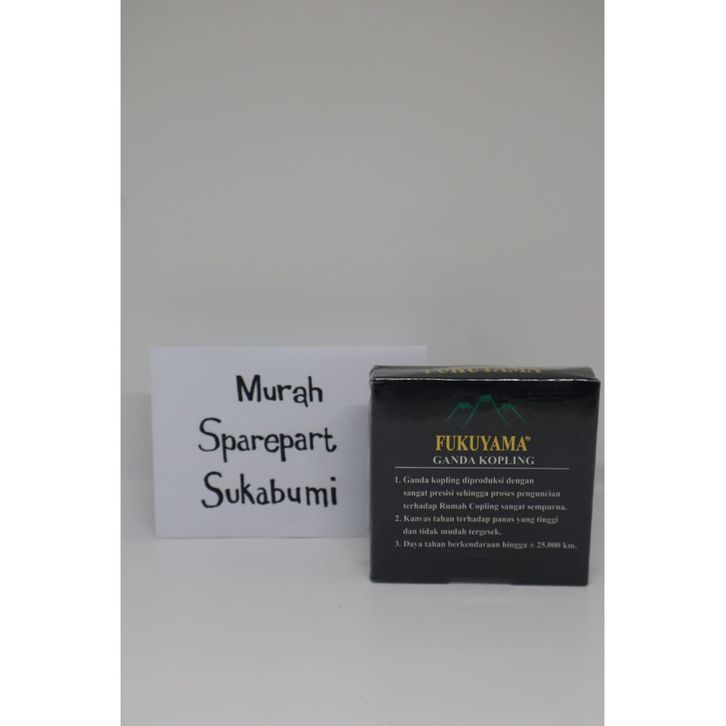 Murah
Sparepart
Sukabumi
FUKUYAMA
FUKUYAMA®
GANDA KOPLING
1. Ganda kopling diproduksi dengan
sangat presisi sehingga proses penguncian
terhadap Rumah Copling sangat sempurna.
2. Kanvas tahan terhadap panas yang tinggi
dan tidak mudah tergesek.
3. Daya tahan berkendaraan hingga ± 25.000 km.